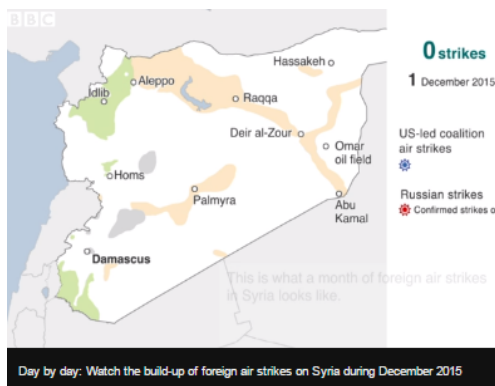 BBC
0 strikes
1 December 2015
Hassakeh
Aleppo
Idlib
Raqqa
Deir al-Zour
Omar
oil field
US-led coalition
air strikes
Homs
Palmyra
Abu
Kamal
Russian strikes
Confirmed strikes o
Damascus
This is what a month of foreign air strikes
in Syria looks like.
Day by day: Watch the build-up of foreign air strikes on Syria during December 2015